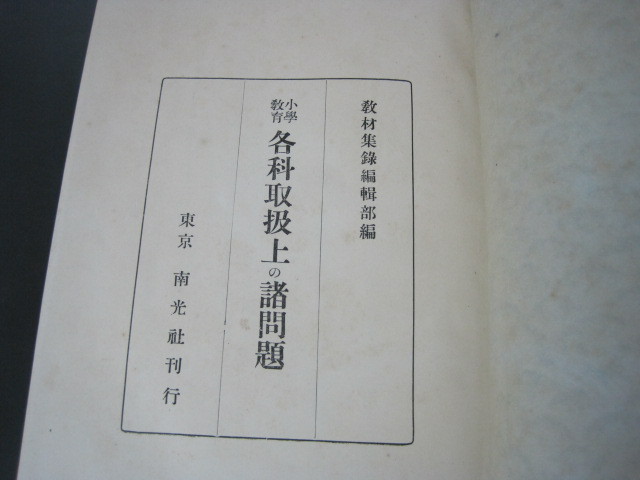 教材集錄編輯部編
小學教育
各科取扱上の諸問題
東京 南光社刊行